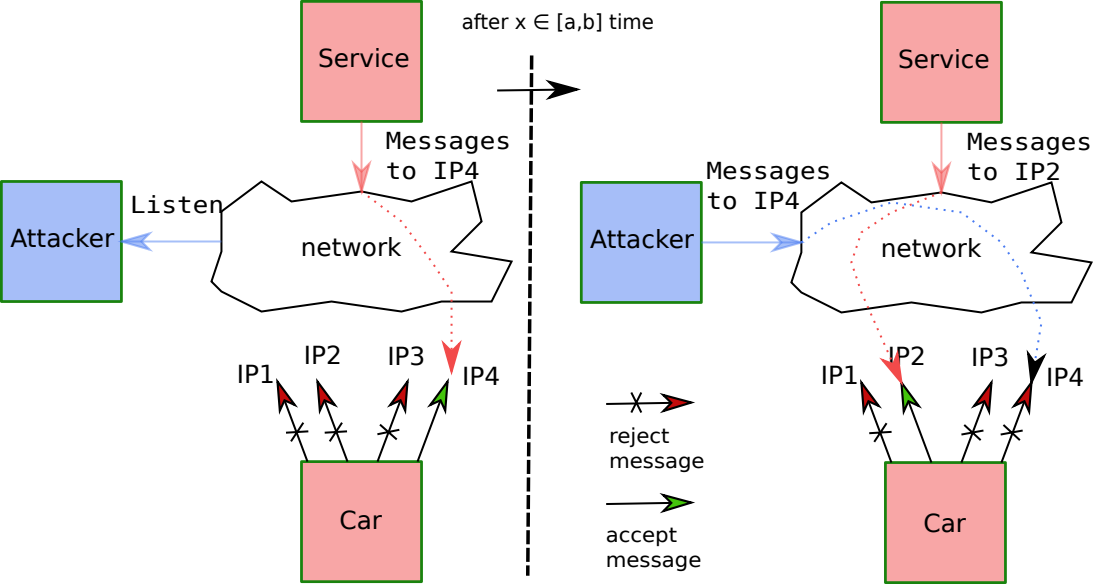 after x ∈ [a,b] time
Service
Messages
to IP4
Listen
Attacker
network
IP1
IP2
IP3
IP4
Car
reject
message
accept
message
Service
Messages
to IP2
Messages
to IP4
Attacker
network
IP1
IP2
IP3
IP4
Car